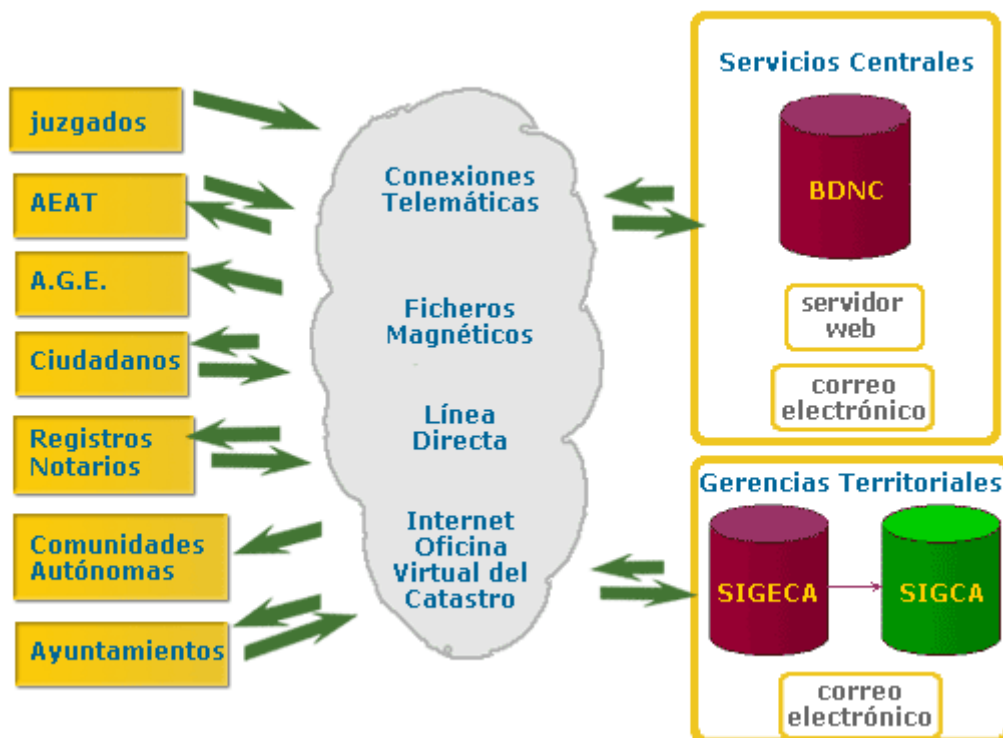 juzgados
AEAT
A.G.E.
Ciudadanos
Registros
Notarios
Comunidades
Autónomas
Ayuntamientos
Conexiones
Telemáticas
Ficheros
Magnéticos
Línea
Directa
Internet
Oficina
Virtual del
Catastro
Servicios Centrales
BDNC
servidor
web
correo
electrónico
Gerencias Territoriales
SIGECA
SIGCA
correo
electrónico